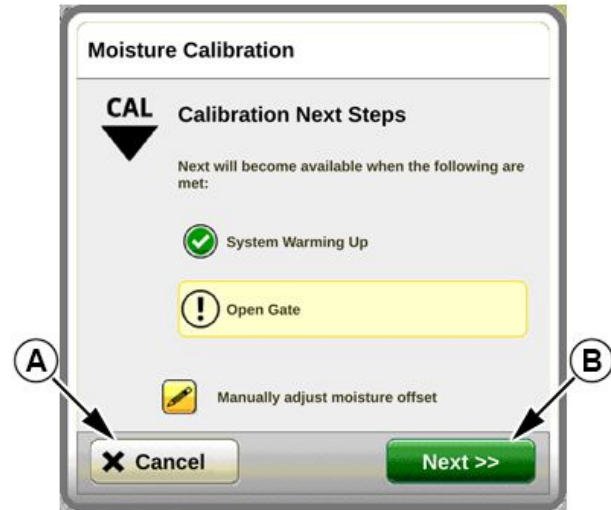 Moisture Calibration
CAL
Calibration Next Steps
Next will become available when the following are
met:
System Warming Up
Open Gate
Manually adjust moisture offset
A
B
Cancel
Next >>